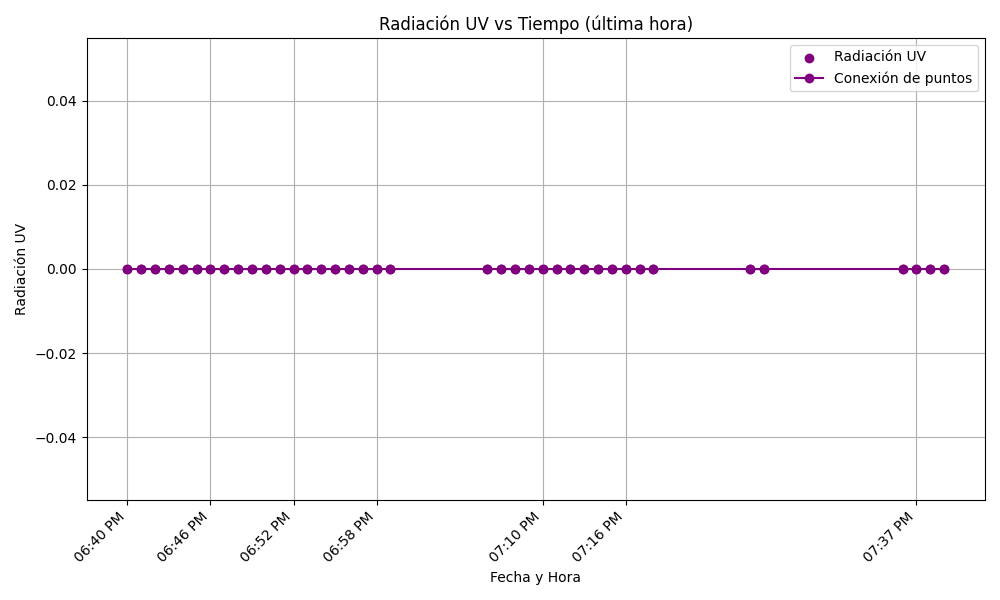 Radiación UV vs Tiempo (última hora)
Radiación UV
Conexión de puntos
0.04
0.02
0.00
−0.02
−0.04
Radiación UV
06:40 PM
06:46 PM
06:52 PM
06:58 PM
07:10 PM
07:16 PM
07:37 PM
Fecha y Hora